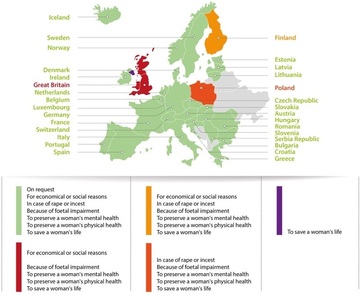 Iceland
Sweden
Norway
Denmark
Ireland
Great Britain
Netherlands
Belgium
Luxembourg
Germany
France
Switzerland
Italy
Portugal
Spain
Finland
Estonia
Latvia
Lithuania
Poland
Czech Republic
Slovakia
Austria
Hungary
Romania
Slovenia
Serbia Republic
Bulgaria
Croatia
Greece
On request
For economical or social reasons
In case of rape or incest
Because of foetal impairment
To preserve a woman's mental health
To preserve a woman's physical health
To save a woman's life
For economical or social reasons
In case of rape or incest
Because of foetal impairment
To preserve a woman's mental health
To preserve a woman's physical health
To save a woman's life
To save a woman's life
For economical or social reasons
Because of foetal impairment
To preserve a woman's mental health
To preserve a woman's physical health
To save a woman's life
In case of rape or incest
Because of foetal impairment
To preserve a woman's mental health
To preserve a woman's physical health
To save a woman's life